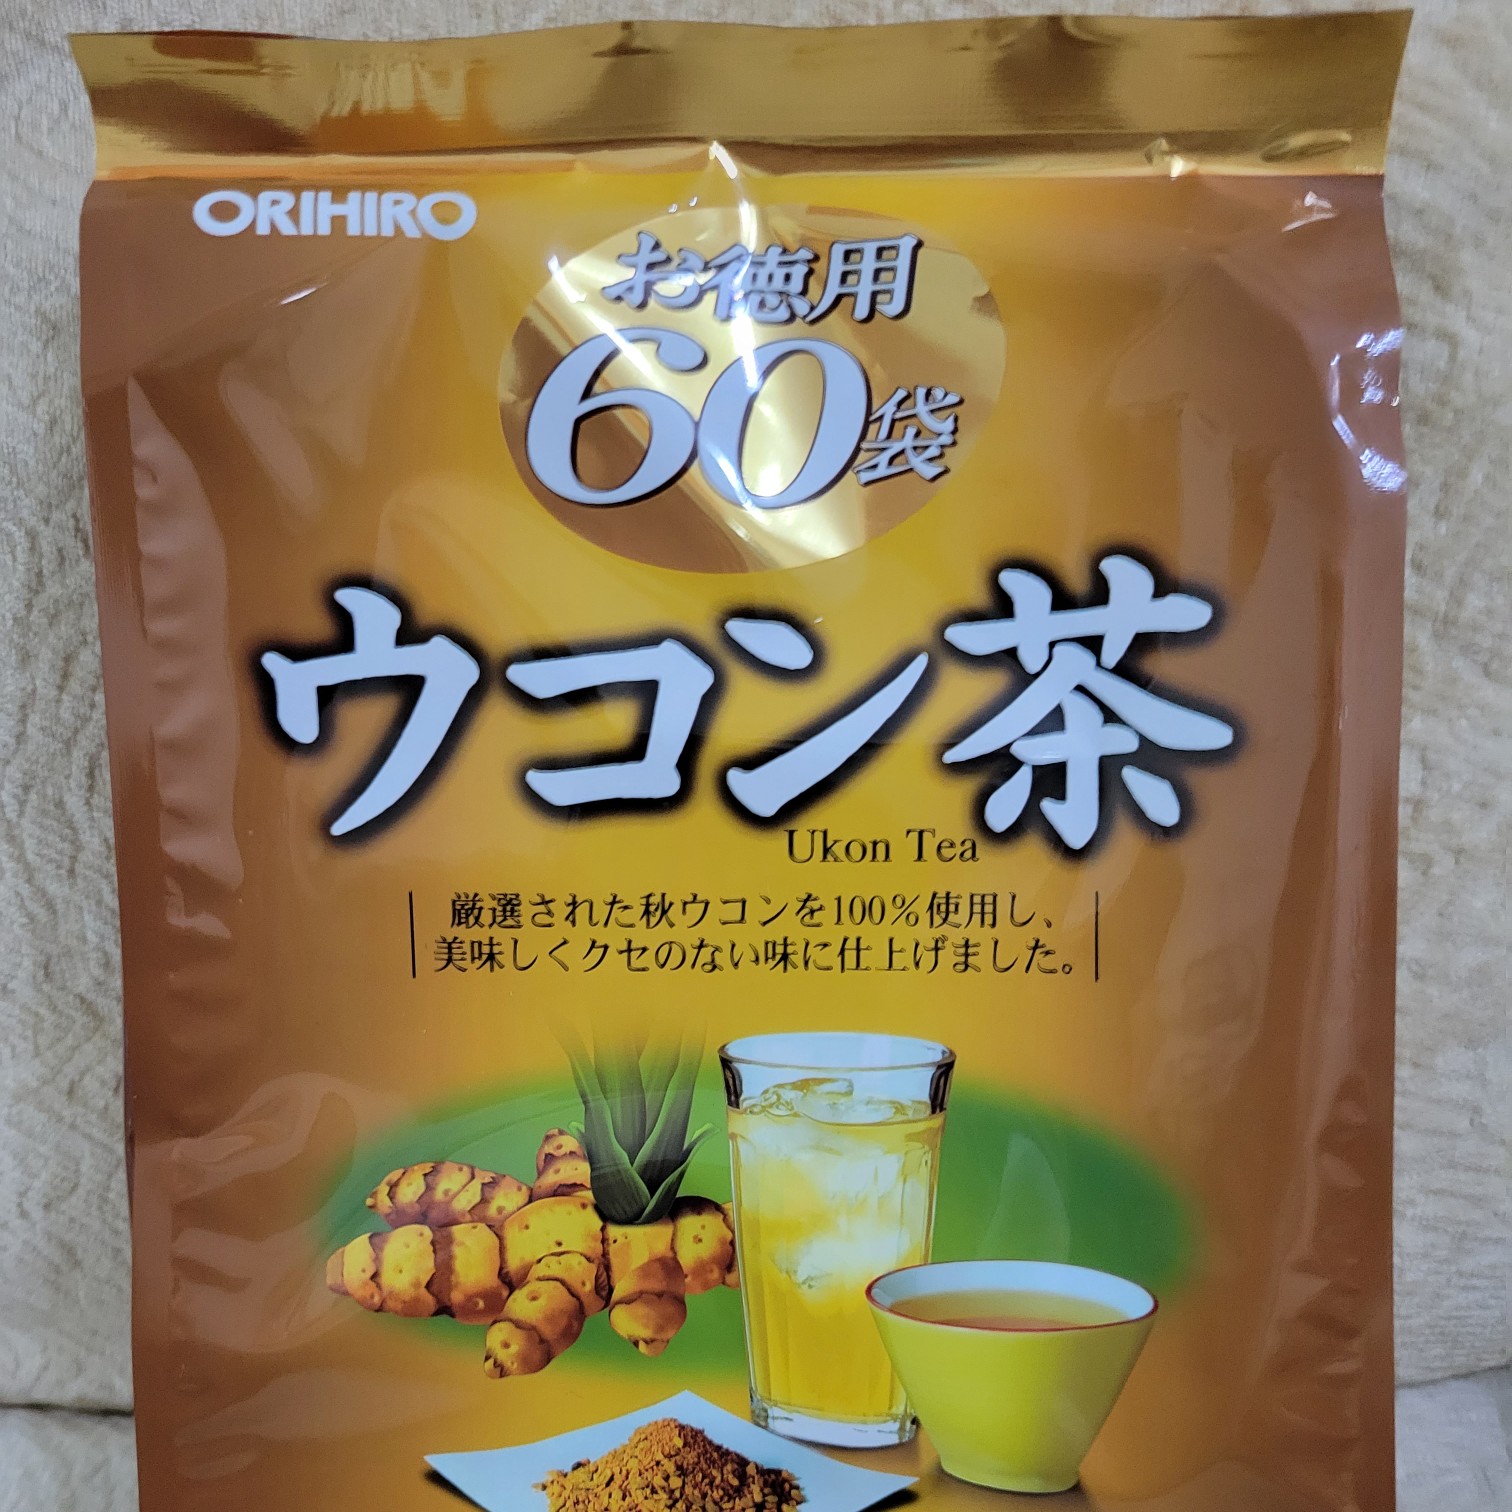 ORIHIRO
お徳用
60袋
ウコン茶
Ukon Tea
厳選された秋ウコンを100%使用し、
美味しくクセのない味に仕上げました。